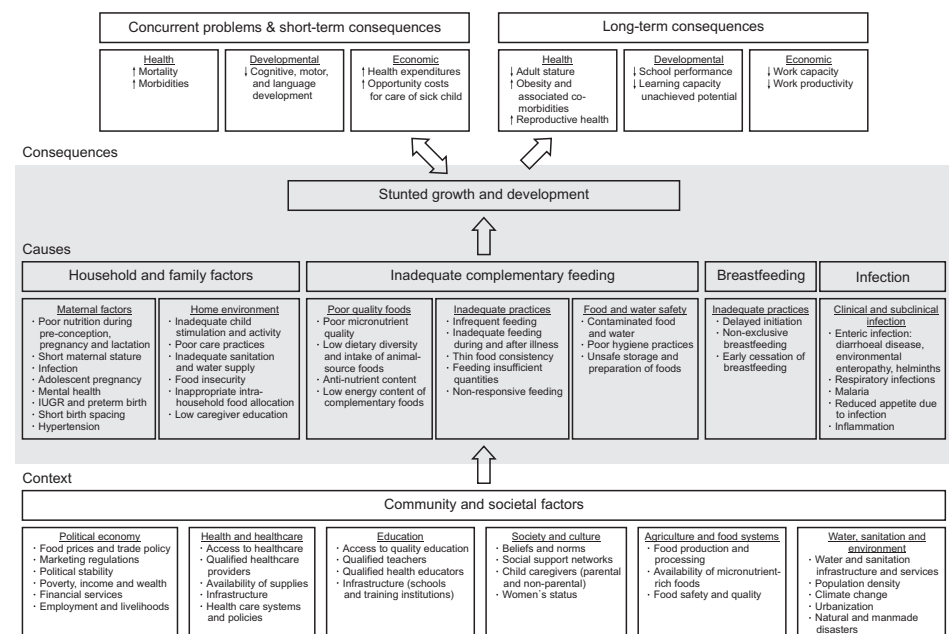 Concurrent problems & short-term consequences
Long-term consequences
Health
↑ Mortality
↑ Morbidities
Developmental
↓ Cognitive, motor,
and language
development
Economic
↑ Health expenditures
↑ Opportunity costs
for care of sick child
Health
↓ Adult stature
↑ Obesity and
associated co-
morbidities
↑ Reproductive health
Developmental
↓ School performance
↓ Learning capacity
unachieved potential
Economic
↓ Work capacity
↓ Work productivity
Consequences
Stunted growth and development
Causes
Household and family factors
Inadequate complementary feeding
Breastfeeding
Infection
Maternal factors
· Poor nutrition during
pre-conception,
pregnancy and lactation
· Short maternal stature
· Infection
· Adolescent pregnancy
· Mental health
· IUGR and preterm birth
· Short birth spacing
· Hypertension
Home environment
· Inadequate child
stimulation and activity
· Poor care practices
· Inadequate sanitation
and water supply
· Food insecurity
· Inappropriate intra-
household food allocation
· Low caregiver education
Poor quality foods
· Poor micronutrient
quality
· Low dietary diversity
and intake of animal-
source foods
· Anti-nutrient content
· Low energy content of
complementary foods
Inadequate practices
· Infrequent feeding
· Inadequate feeding
during and after illness
· Thin food consistency
· Feeding insufficient
quantities
· Non-responsive feeding
Food and water safety
· Contaminated food
and water
· Poor hygiene practices
· Unsafe storage and
preparation of foods
Inadequate practices
· Delayed initiation
· Non-exclusive
breastfeeding
· Early cessation of
breastfeeding
Clinical and subclinical
infection
· Enteric infection:
diarrhoeal disease,
environmental
enteropathy, helminths
· Respiratory infections
· Malaria
· Reduced appetite due
to infection
· Inflammation
Context
Community and societal factors
Political economy
· Food prices and trade policy
· Marketing regulations
· Political stability
· Poverty, income and wealth
· Financial services
· Employment and livelihoods
Health and healthcare
· Access to healthcare
· Qualified healthcare
providers
· Availability of supplies
· Infrastructure
· Health care systems
and policies
Education
· Access to quality education
· Qualified teachers
· Qualified health educators
· Infrastructure (schools
and training institutions)
Society and culture
· Beliefs and norms
· Social support networks
· Child caregivers (parental
and non-parental)
· Women´s status
Agriculture and food systems
· Food production and
processing
· Availability of micronutrient-
rich foods
· Food safety and quality
Water, sanitation and
environment
· Water and sanitation
infrastructure and services
· Population density
· Climate change
· Urbanization
· Natural and manmade
disasters